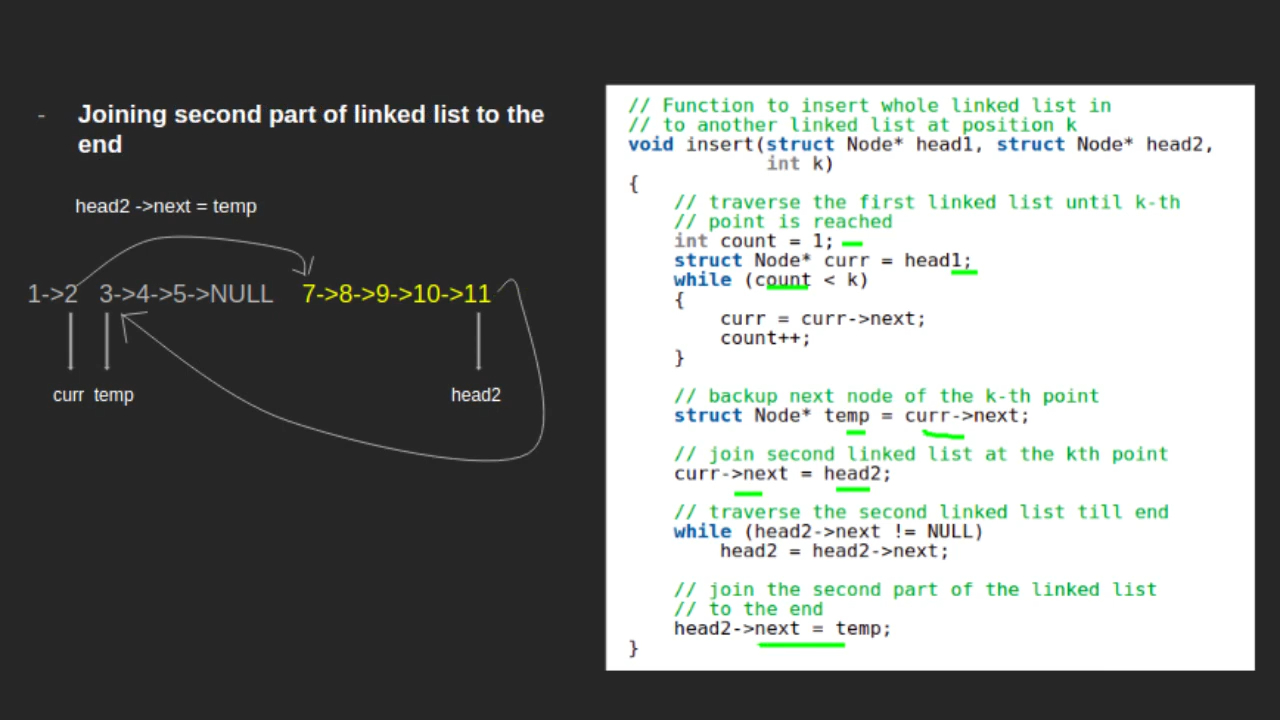 - Joining second part of linked list to the
end
head2 ->next = temp
1->2 3->4->5->NULL 7->8->9->10->11
curr temp head2
// Function to insert whole linked list in
// to another linked list at position k
void insert(struct Node* head1, struct Node* head2,
int k)
{
// traverse the first linked list until k-th
// point is reached
int count = 1;
struct Node* curr = head1;
while (count < k)
{
curr = curr->next;
count++;
}
// backup next node of the k-th point
struct Node* temp = curr->next;
// join second linked list at the kth point
curr->next = head2;
// traverse the second linked list till end
while (head2->next != NULL)
head2 = head2->next;
// join the second part of the linked list
// to the end
head2->next = temp;
}